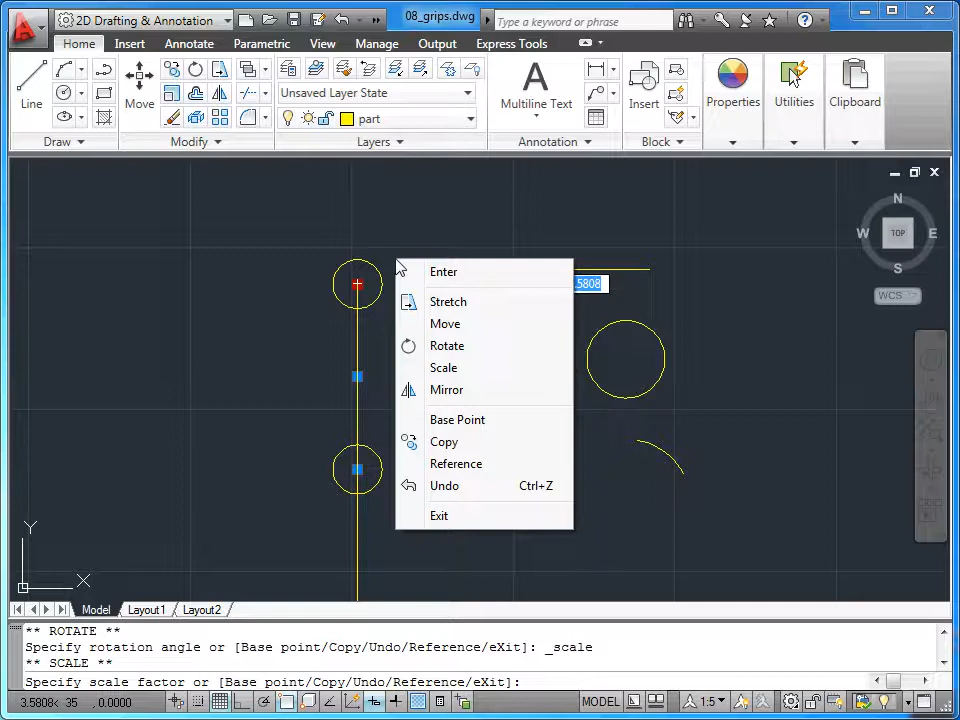 2D Drafting & Annotation
08_grips.dwg
Type a keyword or phrase
Home Insert Annotate Parametric View Manage Output Express Tools
Line
Move
Unsaved Layer State
part
Multiline Text
Insert
Properties
Utilities
Clipboard
Draw
Modify
Layers
Annotation
Block
N
W TOP E
S
WCS
.5808
Enter
Stretch
Move
Rotate
Scale
Mirror
Base Point
Copy
Reference
Undo Ctrl+Z
Exit
Y
X
Model Layout1 Layout2
** ROTATE **
Specify rotation angle or [Base point/Copy/Undo/Reference/eXit]: _scale
** SCALE **
Specify scale factor or [Base point/Copy/Undo/Reference/eXit]:
3.5808< 35 , 0.0000
MODEL
1:5